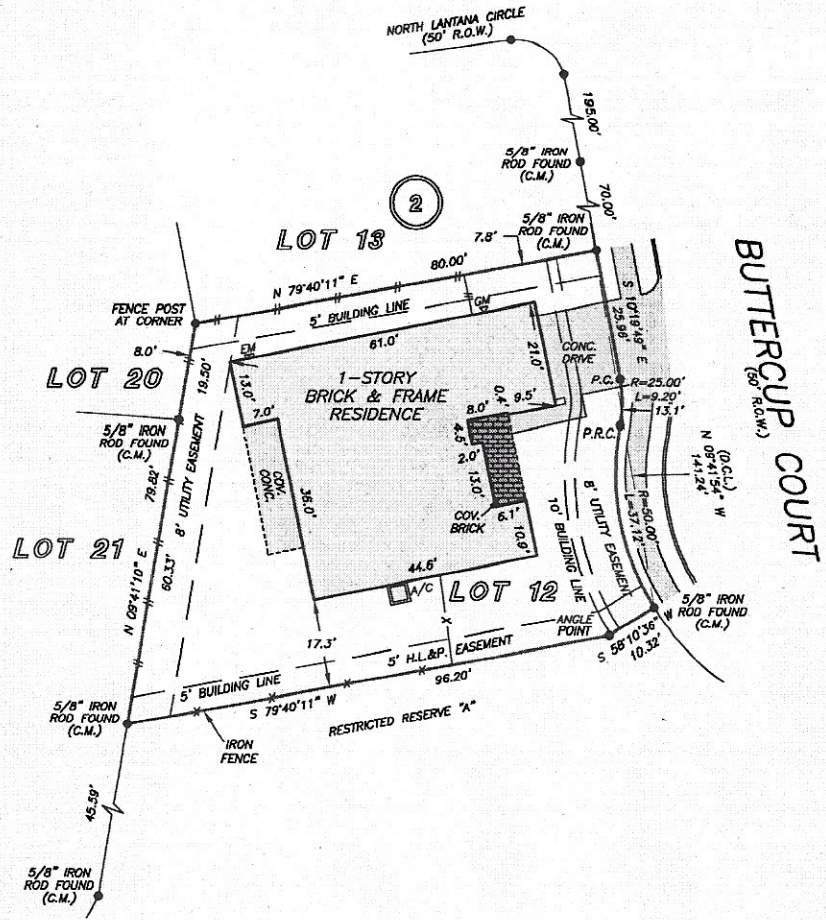 NORTH LANTANA CIRCLE
(50' R.O.W.)
195.00'
5/8" IRON
ROD FOUND
(C.M.)
70.00'
2
5/8" IRON
ROD FOUND
(C.M.)
LOT 13
7.8'
80.00'
N 79°40'11" E
FENCE POST
AT CORNER
5' BUILDING LINE
GM
EM
61.0'
S 10°19'49" E
25.96'
BUTTERCUP COURT
(50' R.O.W.)
8.0'
19.50'
LOT 20
13.0'
7.0'
1-STORY
BRICK & FRAME
RESIDENCE
21.0'
CONC.
DRIVE
0.4'
9.5'
8.0'
4.5'
2.0'
13.0'
P.C.
R=25.00'
L=9.20'
13.1'
P.R.C.
5/8" IRON
ROD FOUND
(C.M.)
79.82'
8' UTILITY EASEMENT
COV.
CONC.
36.0'
COV.
BRICK
6.1'
10.9'
(D.C.L.)
N 09°41'54" W
141.24'
R=50.00'
L=37.12'
8' UTILITY EASEMENT
10' BUILDING LINE
LOT 21
N 09°41'10" E
60.33'
44.6'
A/C
LOT 12
5/8" IRON
ROD FOUND
(C.M.)
ANGLE
POINT
S 58°10'36" W
10.32'
17.3'
5' BUILDING LINE
5' H.L.&P. EASEMENT
96.20'
S 79°40'11" W
5/8" IRON
ROD FOUND
(C.M.)
IRON
FENCE
RESTRICTED RESERVE "A"
45.59'
5/8" IRON
ROD FOUND
(C.M.)